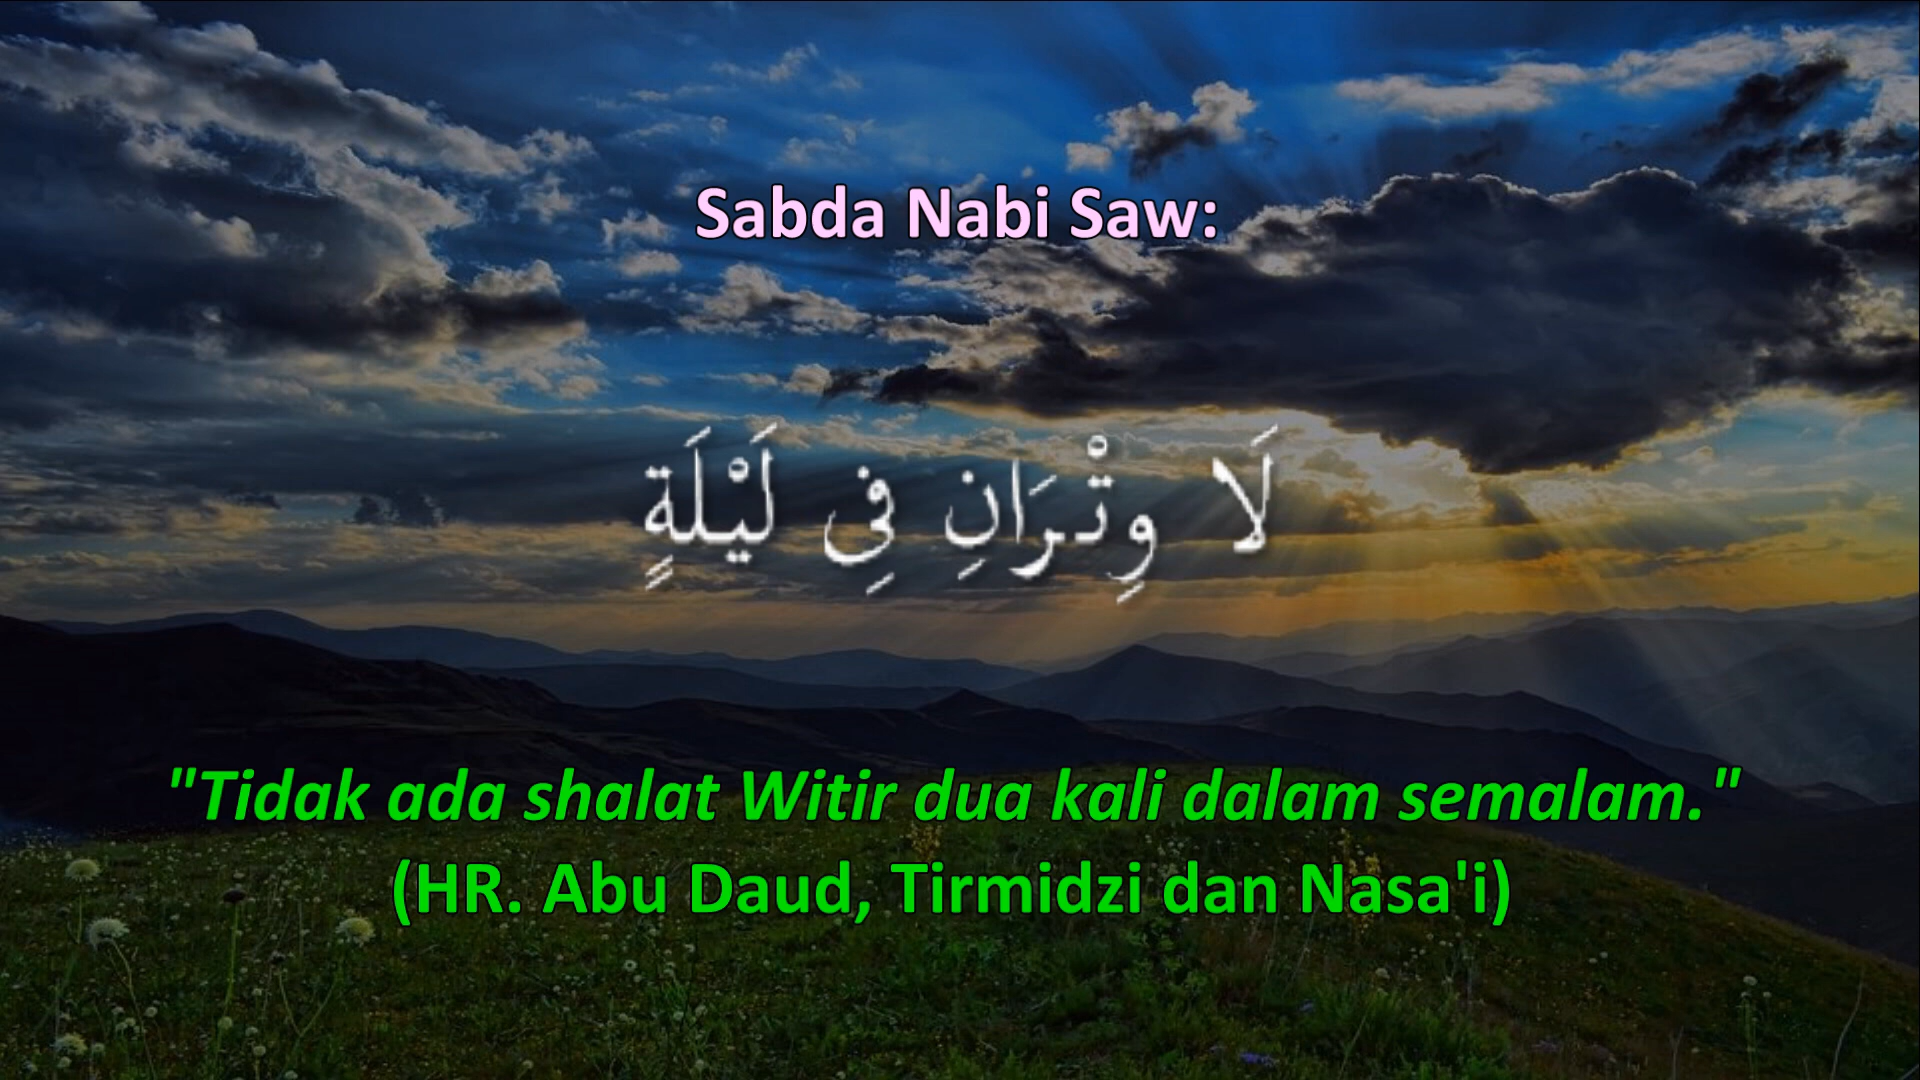 Sabda Nabi Saw:
لَا وِتْرَانِ فِى لَيْلَةٍ
"Tidak ada shalat Witir dua kali dalam semalam."
(HR. Abu Daud, Tirmidzi dan Nasa'i)